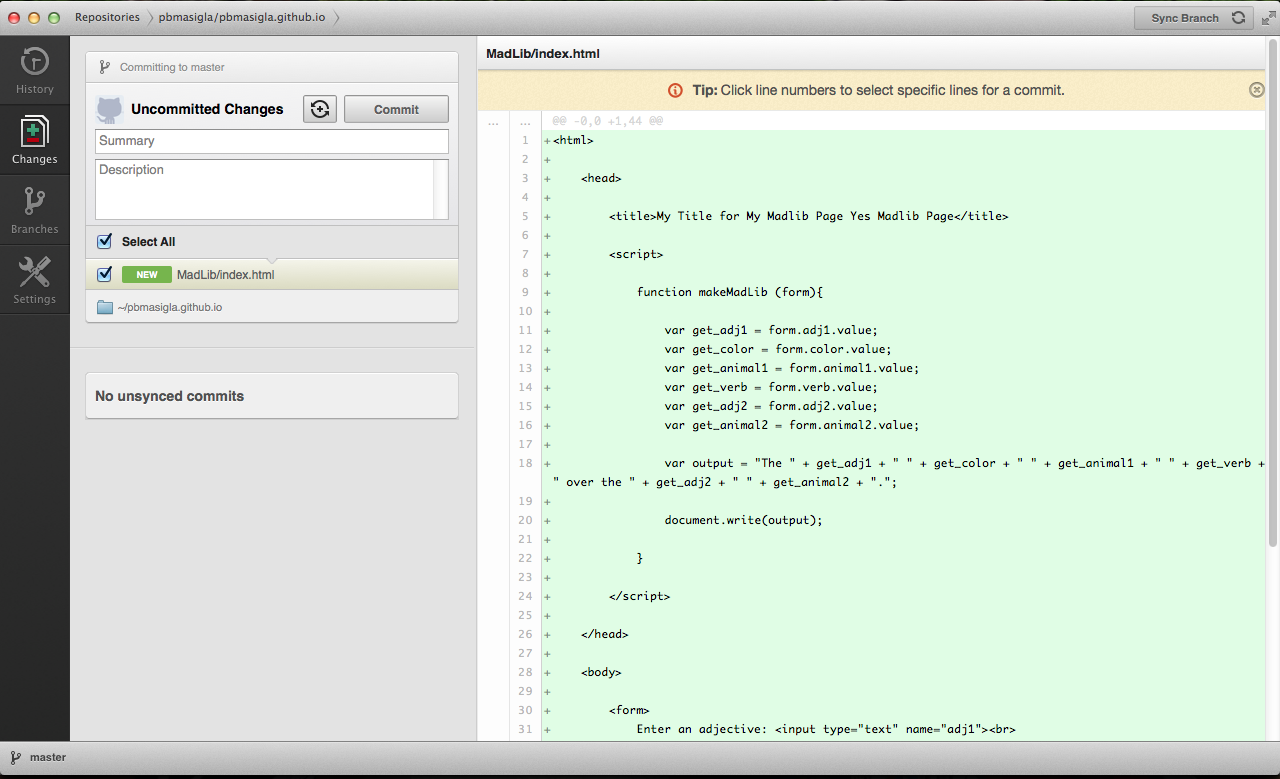 Repositories pbmasigla/pbmasigla.github.io Sync Branch
History
Changes
Branches
Settings
Committing to master
Uncommitted Changes Commit
Summary
Description
Select All
NEW MadLib/index.html
~/pbmasigla.github.io
No unsynced commits
MadLib/index.html
Tip: Click line numbers to select specific lines for a commit.
... ... @@ -0,0 +1,44 @@
1 +<html>
2 +
3 +    <head>
4 +
5 +        <title>My Title for My Madlib Page Yes Madlib Page</title>
6 +
7 +        <script>
8 +
9 +            function makeMadLib (form){
10 +
11 +                var get_adj1 = form.adj1.value;
12 +                var get_color = form.color.value;
13 +                var get_animal1 = form.animal1.value;
14 +                var get_verb = form.verb.value;
15 +                var get_adj2 = form.adj2.value;
16 +                var get_animal2 = form.animal2.value;
17 +
18 +                var output = "The " + get_adj1 + " " + get_color + " " + get_animal1 + " " + get_verb +
" over the " + get_adj2 + " " + get_animal2 + ".";
19 +
20 +                document.write(output);
21 +
22 +            }
23 +
24 +        </script>
25 +
26 +    </head>
27 +
28 +    <body>
29 +
30 +        <form>
31 +            Enter an adjective: <input type="text" name="adj1"><br>
master